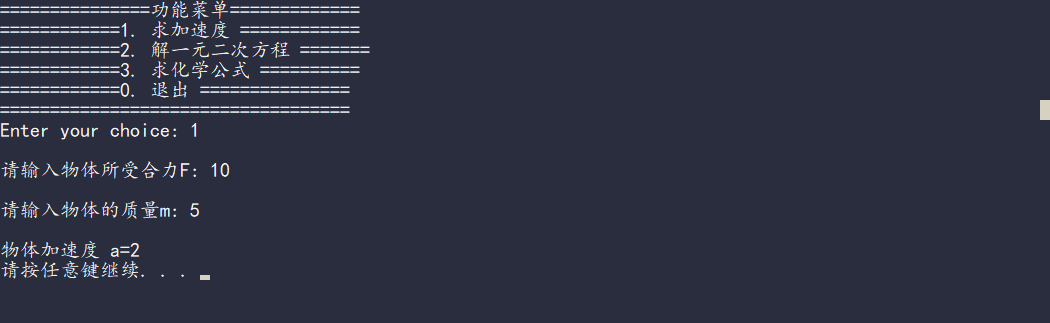 ===============功能菜单=============
============1. 求加速度 ============
============2. 解一元二次方程 =======
============3. 求化学公式 ==========
============0. 退出 ===============
===================================
Enter your choice: 1
请输入物体所受合力F: 10
请输入物体的质量m: 5
物体加速度 a=2
请按任意键继续. . .